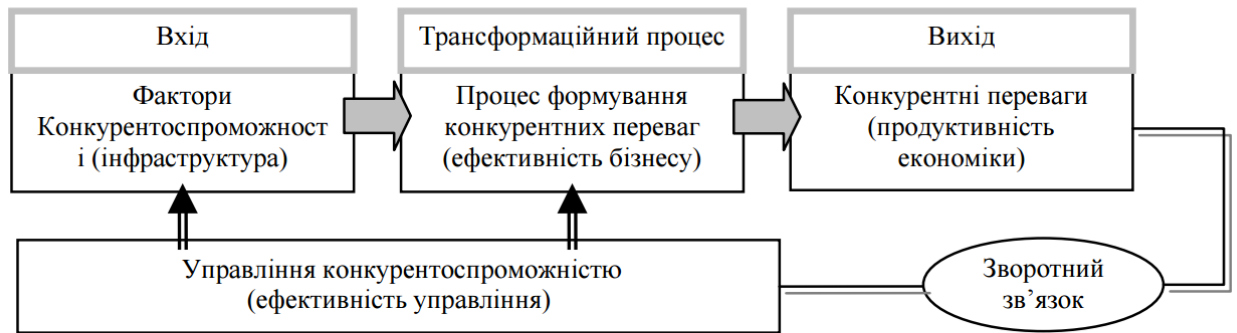 Вхід
Фактори
Конкурентоспроможност
і (інфраструктура)
Трансформаційний процес
Процес формування
конкурентних переваг
(ефективність бізнесу)
Вихід
Конкурентні переваги
(продуктивність
економіки)
Управління конкурентоспроможністю
(ефективність управління)
Зворотний
зв’язок